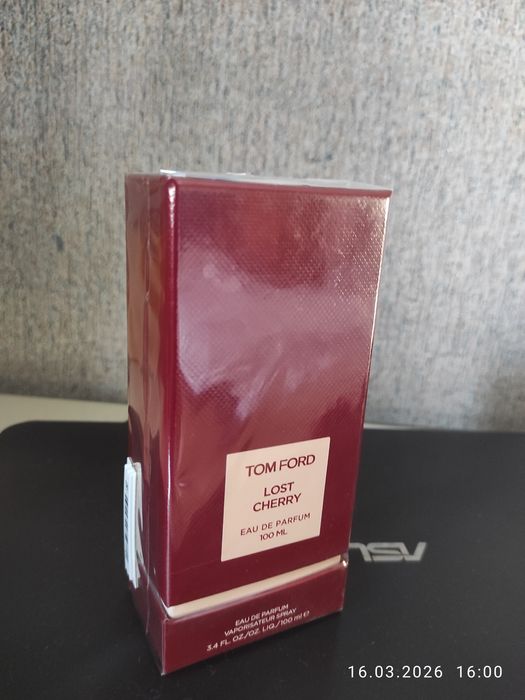 TOM FORD
LOST
CHERRY
EAU DE PARFUM
100 ML
EAU DE PARFUM
VAPORISATEUR SPRAY
3.4 FL. OZ./OZ. LIQ./100 ml ℮
ASUS
16.03.2026 16:00